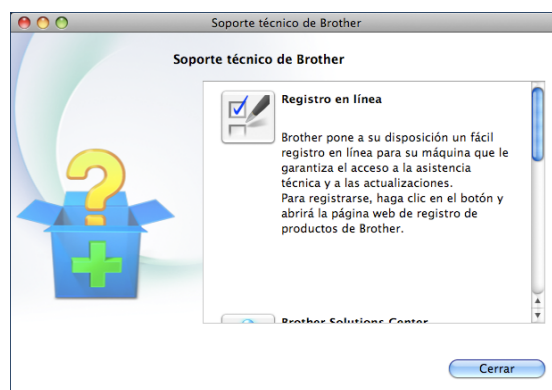 Soporte técnico de Brother
Soporte técnico de Brother
Registro en línea
Brother pone a su disposición un fácil
registro en línea para su máquina que le
garantiza el acceso a la asistencia
técnica y a las actualizaciones.
Para registrarse, haga clic en el botón y
abrirá la página web de registro de
productos de Brother.
Brother Solutions Center
Cerrar